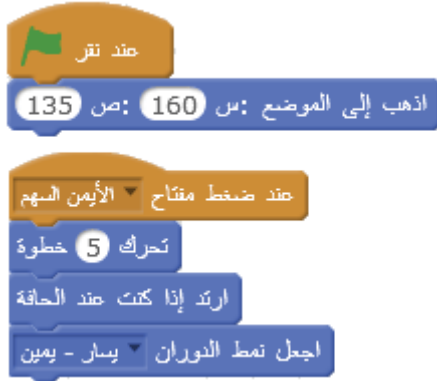 عند نقر
اذهب إلى الموضع س: 160 ص: 135
عند ضغط مفتاح الأيمن السهم
تحرك 5 خطوة
ارتد إذا كنت عند الحافة
اجعل نمط الدوران يسار - يمين